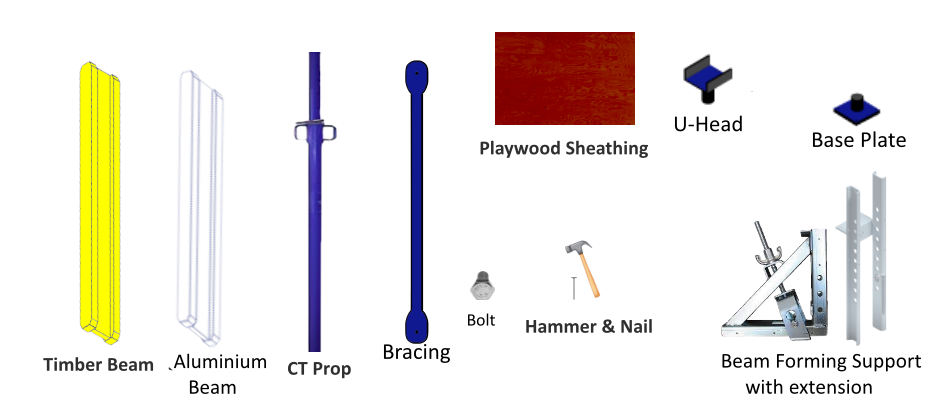 Playwood Sheathing
U-Head
Base Plate
Bolt
Hammer & Nail
Timber Beam
Aluminium
Beam
CT Prop
Bracing
Beam Forming Support
with extension